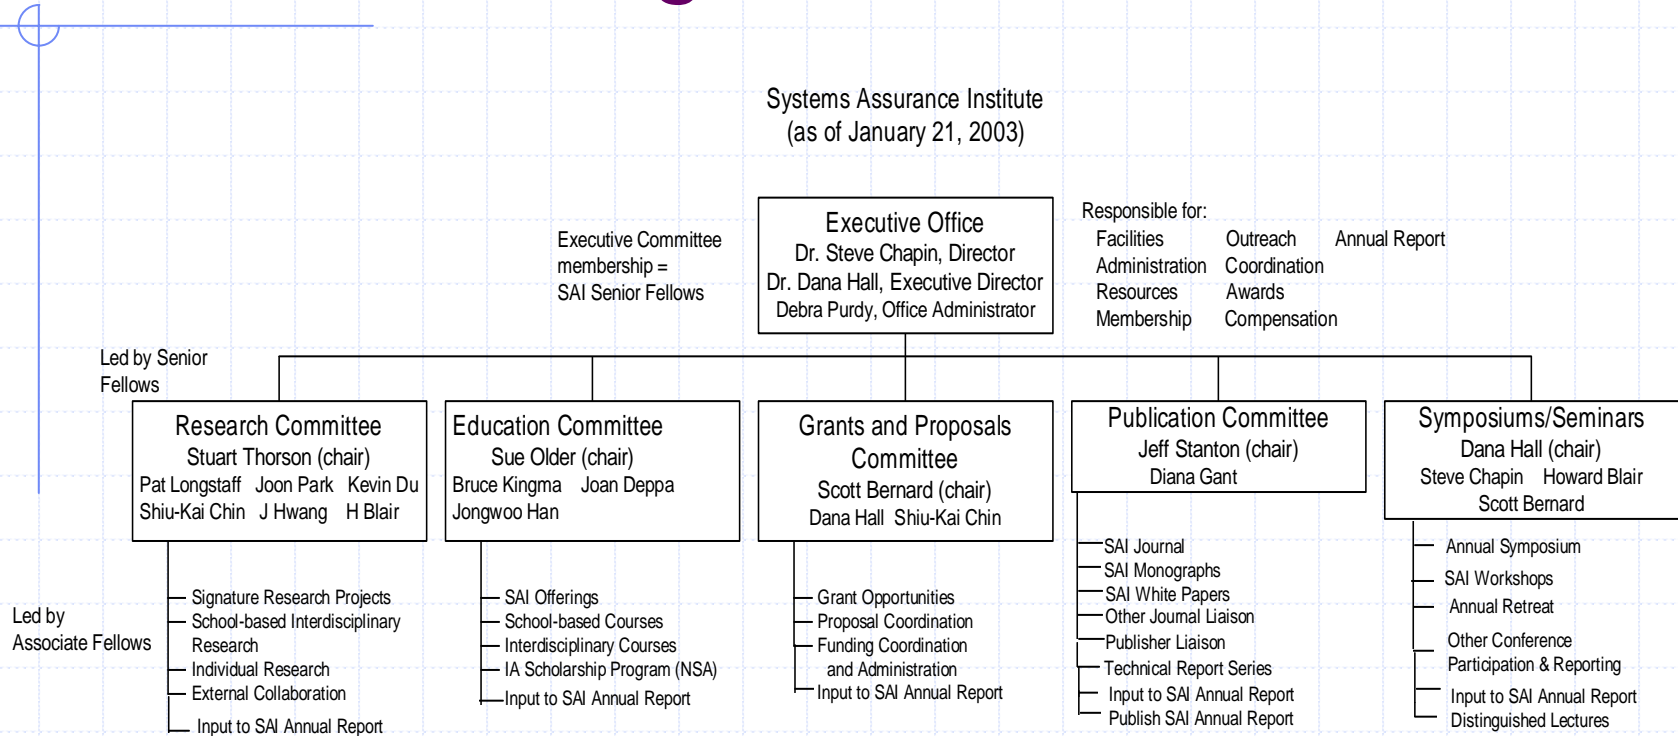 Systems Assurance Institute
(as of January 21, 2003)
Executive Committee
membership =
SAI Senior Fellows
Executive Office
Dr. Steve Chapin, Director
Dr. Dana Hall, Executive Director
Debra Purdy, Office Administrator
Responsible for:
Facilities Outreach Annual Report
Administration Coordination
Resources Awards
Membership Compensation
Led by Senior
Fellows
Research Committee
Stuart Thorson (chair)
Pat Longstaff Joon Park Kevin Du
Shiu-Kai Chin J Hwang H Blair
Education Committee
Sue Older (chair)
Bruce Kingma Joan Deppa
Jongwoo Han
Grants and Proposals
Committee
Scott Bernard (chair)
Dana Hall Shiu-Kai Chin
Publication Committee
Jeff Stanton (chair)
Diana Gant
Symposiums/Seminars
Dana Hall (chair)
Steve Chapin Howard Blair
Scott Bernard
Led by
Associate Fellows
Signature Research Projects
School-based Interdisciplinary
Research
Individual Research
External Collaboration
Input to SAI Annual Report
SAI Offerings
School-based Courses
Interdisciplinary Courses
IA Scholarship Program (NSA)
Input to SAI Annual Report
Grant Opportunities
Proposal Coordination
Funding Coordination
and Administration
Input to SAI Annual Report
SAI Journal
SAI Monographs
SAI White Papers
Other Journal Liaison
Publisher Liaison
Technical Report Series
Input to SAI Annual Report
Publish SAI Annual Report
Annual Symposium
SAI Workshops
Annual Retreat
Other Conference
Participation & Reporting
Input to SAI Annual Report
Distinguished Lectures